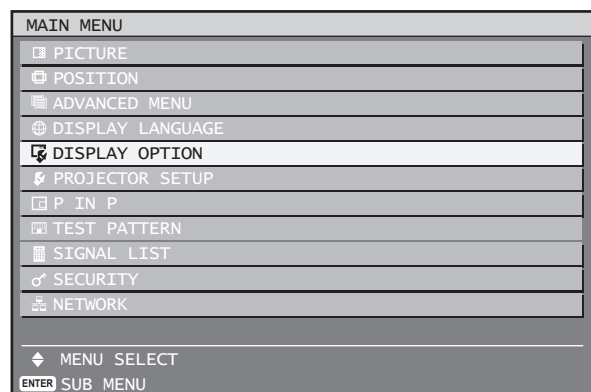 MAIN MENU
PICTURE
POSITION
ADVANCED MENU
DISPLAY LANGUAGE
DISPLAY OPTION
PROJECTOR SETUP
P IN P
TEST PATTERN
SIGNAL LIST
SECURITY
NETWORK
MENU SELECT
ENTER SUB MENU